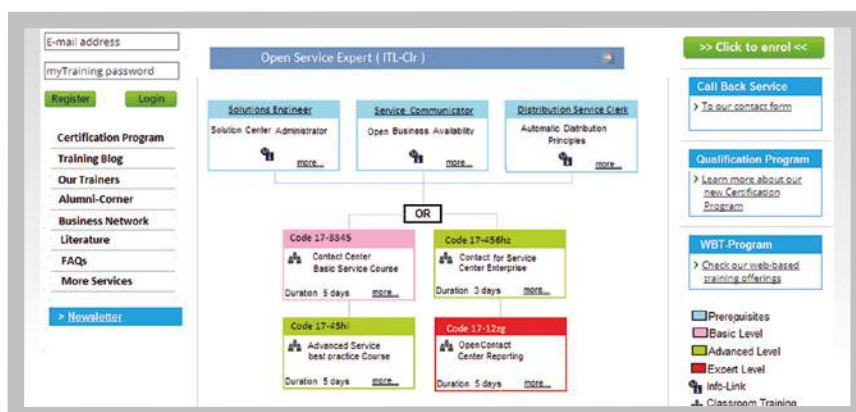 E-mail address
myTraining password
Register
Login
Certification Program
Training Blog
Our Trainers
Alumni-Corner
Business Network
Literature
FAQs
More Services
> Newsletter
Open Service Expert ( ITL-Clr )
Solutions Engineer
Solution Center Administrator
more...
Service Communicator
Open Business Availability
more...
Distribution Service Clerk
Automatic Distribution
Principles
more...
OR
Code 17-3345
Contact Center
Basic Service Course
Duration 5 days more...
Code 17-456hz
Contact for Service
Center Enterprise
Duration 3 days more...
Code 17-45hi
Advanced Service
best practice Course
Duration 5 days more...
Code 17-12zg
OpenContact
Center Reporting
Duration 5 days more...
>> Click to enrol <<
Call Back Service
> To our contact form
Qualification Program
> Learn more about our
new Certification
Program
WBT-Program
> Check our web-based
training offerings
Prerequisites
Basic Level
Advanced Level
Expert Level
Info-Link
Classroom Training